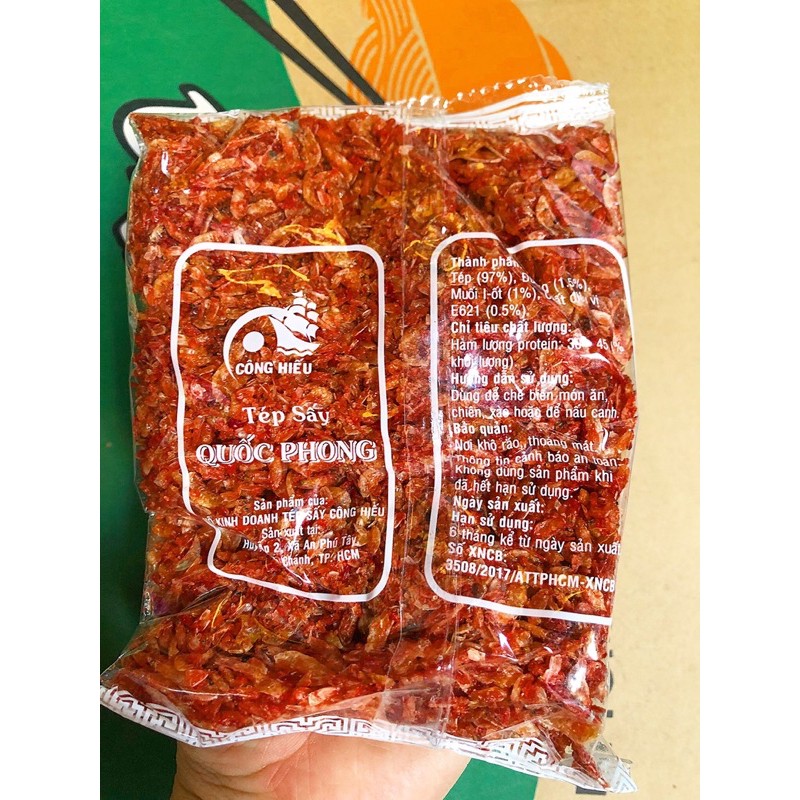 CÔNG HIẾU
Tép Sấy
QUỐC PHONG
Sản phẩm của:
KINH DOANH TÉP SẤY CÔNG HIẾU
Sản xuất tại:
2, Xã An Phú Tây,
Chánh, TP. HCM
Thành phần
Tép (97%), (1.5%),
Muối I-ốt (1%), vị
E621 (0.5%).
Chỉ tiêu chất lượng:
Hàm lượng protein:
khối lượng)
Hướng dẫn sử dụng:
Dùng để chế biến món ăn,
chiên, xào hoặc để nấu canh.
Bảo quản:
Nơi khô ráo, thoáng mát.
Thông tin cảnh báo an toàn
Không dùng sản phẩm khi
đã hết hạn sử dụng.
Ngày sản xuất:
Hạn sử dụng:
6 tháng kể từ ngày sản xuất
Số XNCB:
3508/2017/ATTPHCM-XNCB